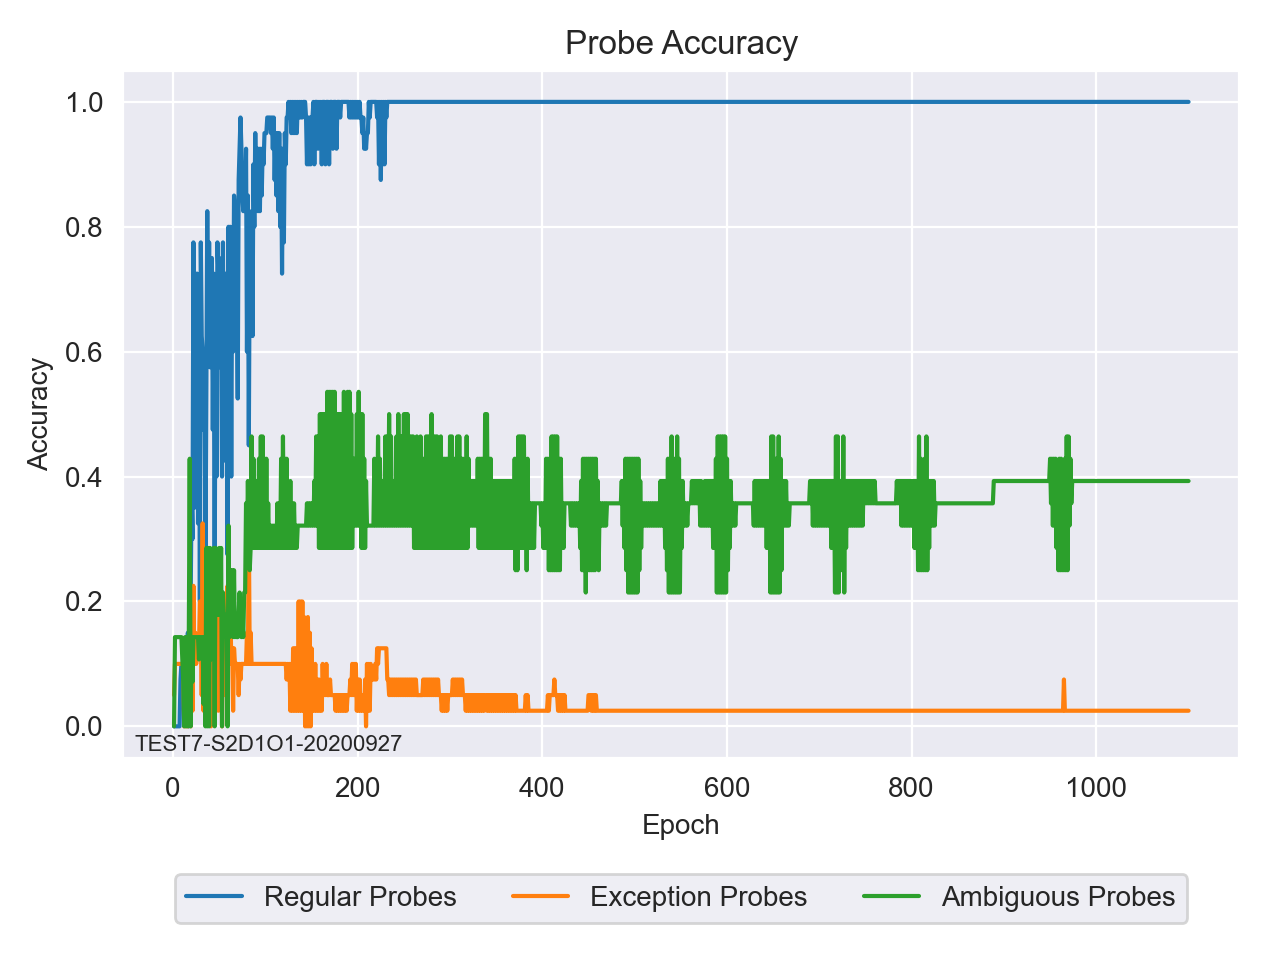 Probe Accuracy
1.0
0.8
0.6
0.4
0.2
0.0
Accuracy
TEST7-S2D1O1-20200927
0 200 400 600 800 1000
Epoch
Regular Probes Exception Probes Ambiguous Probes